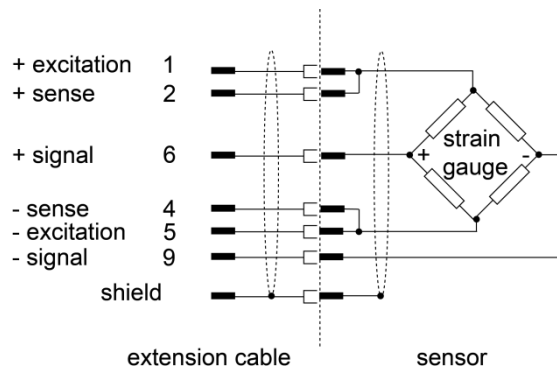 + excitation 1
+ sense 2
+ signal 6
+ strain -
gauge
- sense 4
- excitation 5
- signal 9
shield
extension cable sensor